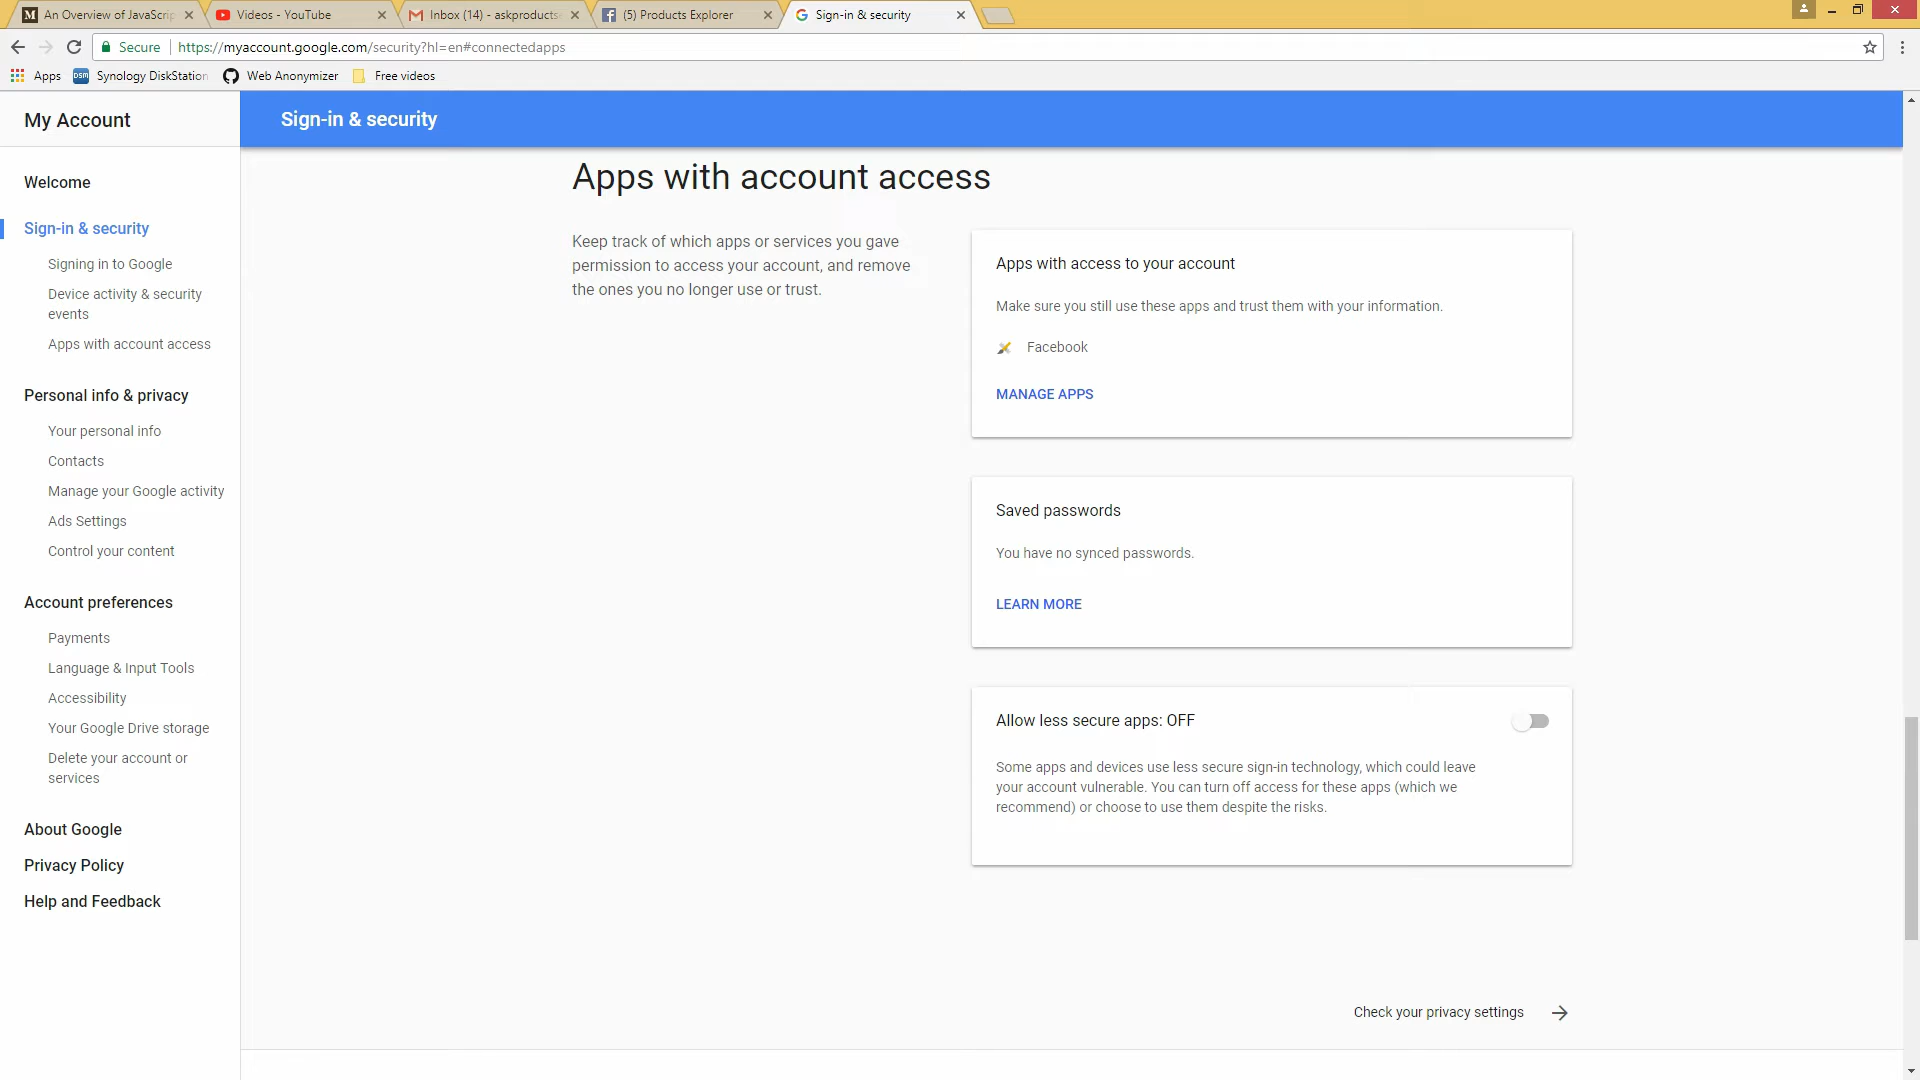 An Overview of JavaScrip
Videos - YouTube
Inbox (14) - askproducts
(5) Products Explorer
Sign-in & security
Secure
https://myaccount.google.com/security?hl=en#connectedapps
Apps
DSM
Synology DiskStation
Web Anonymizer
Free videos
My Account
Sign-in & security
Welcome
Sign-in & security
Signing in to Google
Device activity & security
events
Apps with account access
Personal info & privacy
Your personal info
Contacts
Manage your Google activity
Ads Settings
Control your content
Account preferences
Payments
Language & Input Tools
Accessibility
Your Google Drive storage
Delete your account or
services
About Google
Privacy Policy
Help and Feedback
Apps with account access
Keep track of which apps or services you gave
permission to access your account, and remove
the ones you no longer use or trust.
Apps with access to your account
Make sure you still use these apps and trust them with your information.
Facebook
MANAGE APPS
Saved passwords
You have no synced passwords.
LEARN MORE
Allow less secure apps: OFF
Some apps and devices use less secure sign-in technology, which could leave
your account vulnerable. You can turn off access for these apps (which we
recommend) or choose to use them despite the risks.
Check your privacy settings